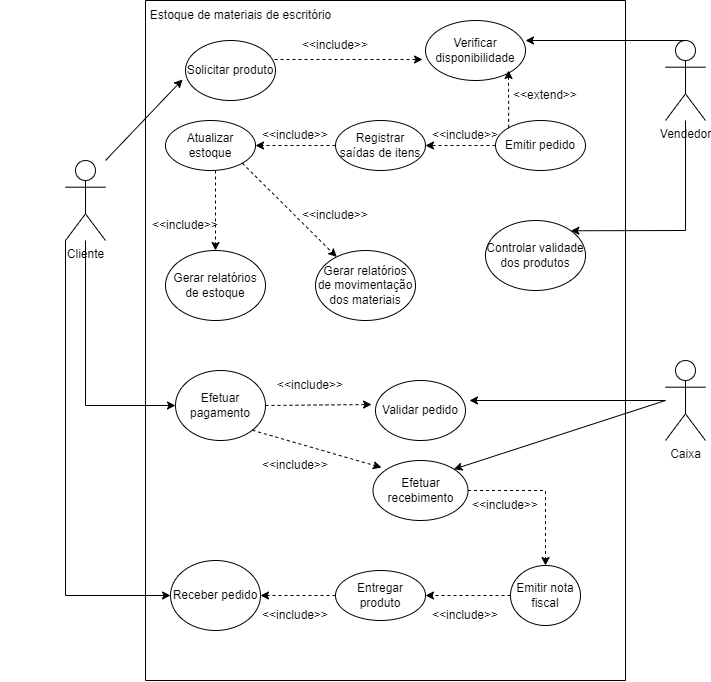 Estoque de materiais de escritório
<<include>>
Verificar
disponibilidade
Solicitar produto
<<extend>>
Vendedor
Atualizar
estoque
<<include>>
Registrar
saídas de itens
<<include>>
Emitir pedido
<<include>>
<<include>>
Cliente
Controlar validade
dos produtos
Gerar relatórios
de estoque
Gerar relatórios
de movimentação
dos materiais
<<include>>
Efetuar
pagamento
Validar pedido
Caixa
<<include>>
Efetuar
recebimento
<<include>>
Receber pedido
Entregar
produto
Emitir nota
fiscal
<<include>>
<<include>>